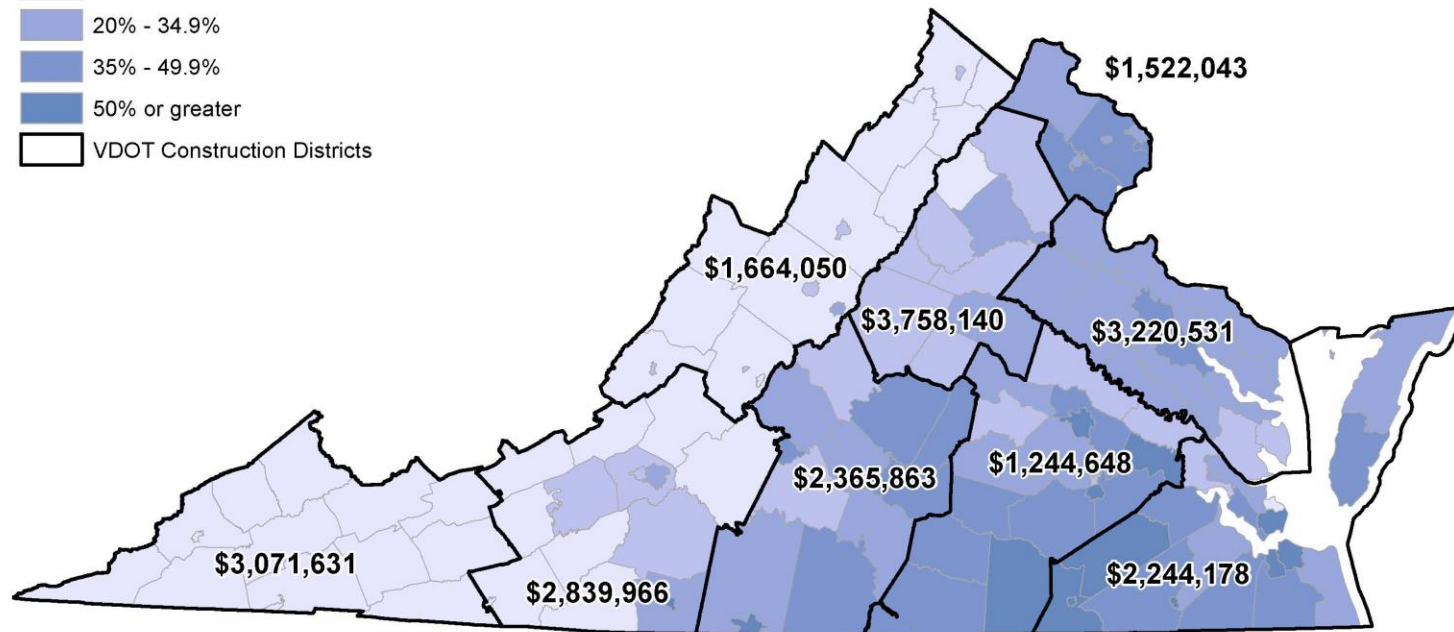 20% - 34.9%
35% - 49.9%
50% or greater
VDOT Construction Districts
$1,522,043
$1,664,050
$3,758,140
$3,220,531
$2,365,863
$1,244,648
$3,071,631
$2,839,966
$2,244,178